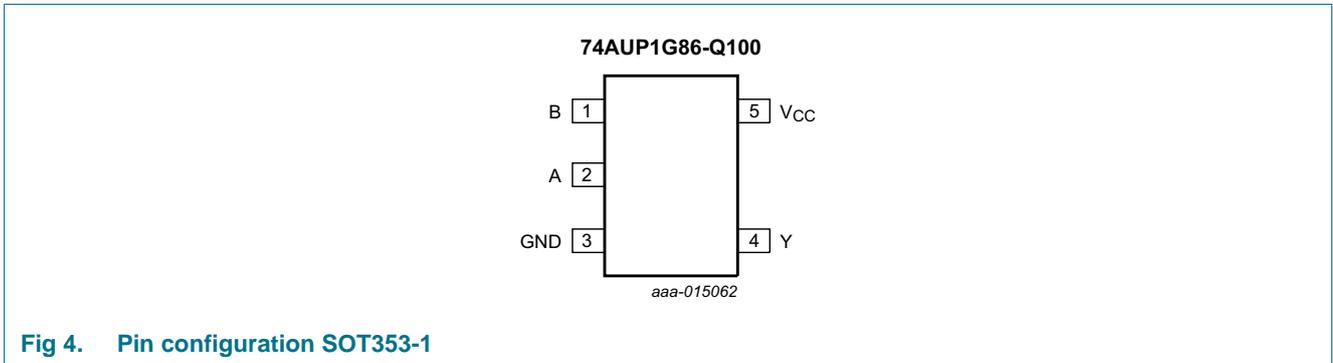 74AUP1G86-Q100
B 1 5 VCC
A 2
GND 3 4 Y
aaa-015062
Fig 4. Pin configuration SOT353-1